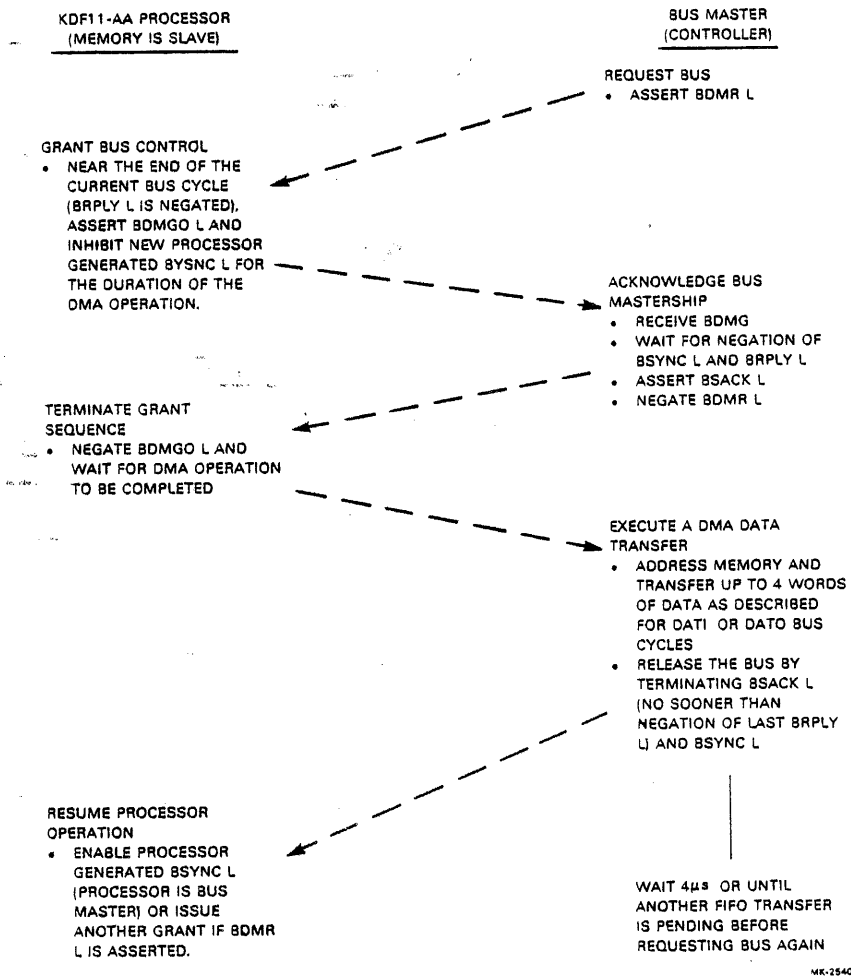 KDF11-AA PROCESSOR
(MEMORY IS SLAVE)
BUS MASTER
(CONTROLLER)
REQUEST BUS
• ASSERT BDMR L
GRANT BUS CONTROL
• NEAR THE END OF THE
CURRENT BUS CYCLE
(BRPLY L IS NEGATED),
ASSERT BDMGO L AND
INHIBIT NEW PROCESSOR
GENERATED BYSNC L FOR
THE DURATION OF THE
DMA OPERATION.
ACKNOWLEDGE BUS
MASTERSHIP
• RECEIVE BDMG
• WAIT FOR NEGATION OF
BSYNC L AND BRPLY L
• ASSERT BSACK L
• NEGATE BDMR L
TERMINATE GRANT
SEQUENCE
• NEGATE BDMGO L AND
WAIT FOR DMA OPERATION
TO BE COMPLETED
EXECUTE A DMA DATA
TRANSFER
• ADDRESS MEMORY AND
TRANSFER UP TO 4 WORDS
OF DATA AS DESCRIBED
FOR DATI OR DATO BUS
CYCLES
• RELEASE THE BUS BY
TERMINATING BSACK L
(NO SOONER THAN
NEGATION OF LAST BRPLY
L) AND BSYNC L
RESUME PROCESSOR
OPERATION
• ENABLE PROCESSOR
GENERATED BSYNC L
(PROCESSOR IS BUS
MASTER) OR ISSUE
ANOTHER GRANT IF BDMR
L IS ASSERTED.
WAIT 4µs OR UNTIL
ANOTHER FIFO TRANSFER
IS PENDING BEFORE
REQUESTING BUS AGAIN
MK-2540